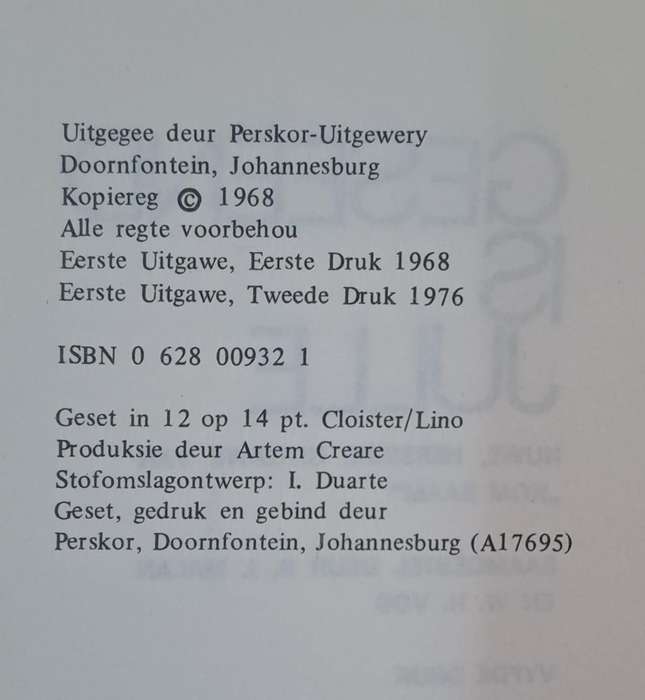 Uitgegee deur Perskor-Uitgewery
Doornfontein, Johannesburg
Kopiereg © 1968
Alle regte voorbehou
Eerste Uitgawe, Eerste Druk 1968
Eerste Uitgawe, Tweede Druk 1976
ISBN 0 628 00932 1
Geset in 12 op 14 pt. Cloister/Lino
Produksie deur Artem Creare
Stofomslagontwerp: I. Duarte
Geset, gedruk en gebind deur
Perskor, Doornfontein, Johannesburg (A17695)